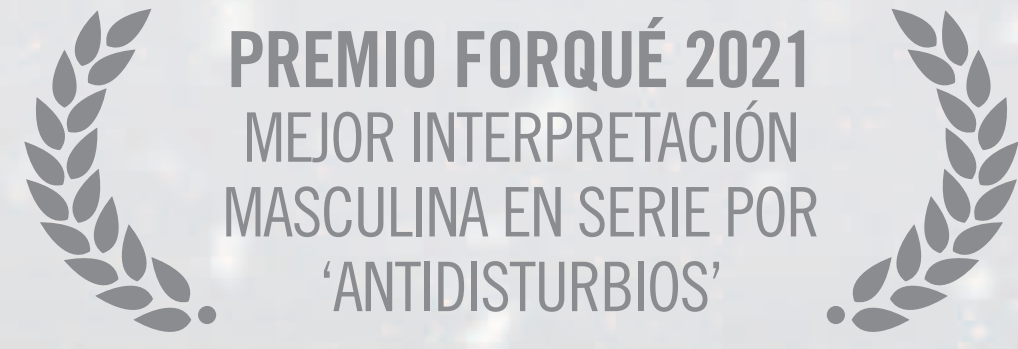 PREMIO FORQUÉ 2021
MEJOR INTERPRETACIÓN
MASCULINA EN SERIE POR
‘ANTIDISTURBIOS’